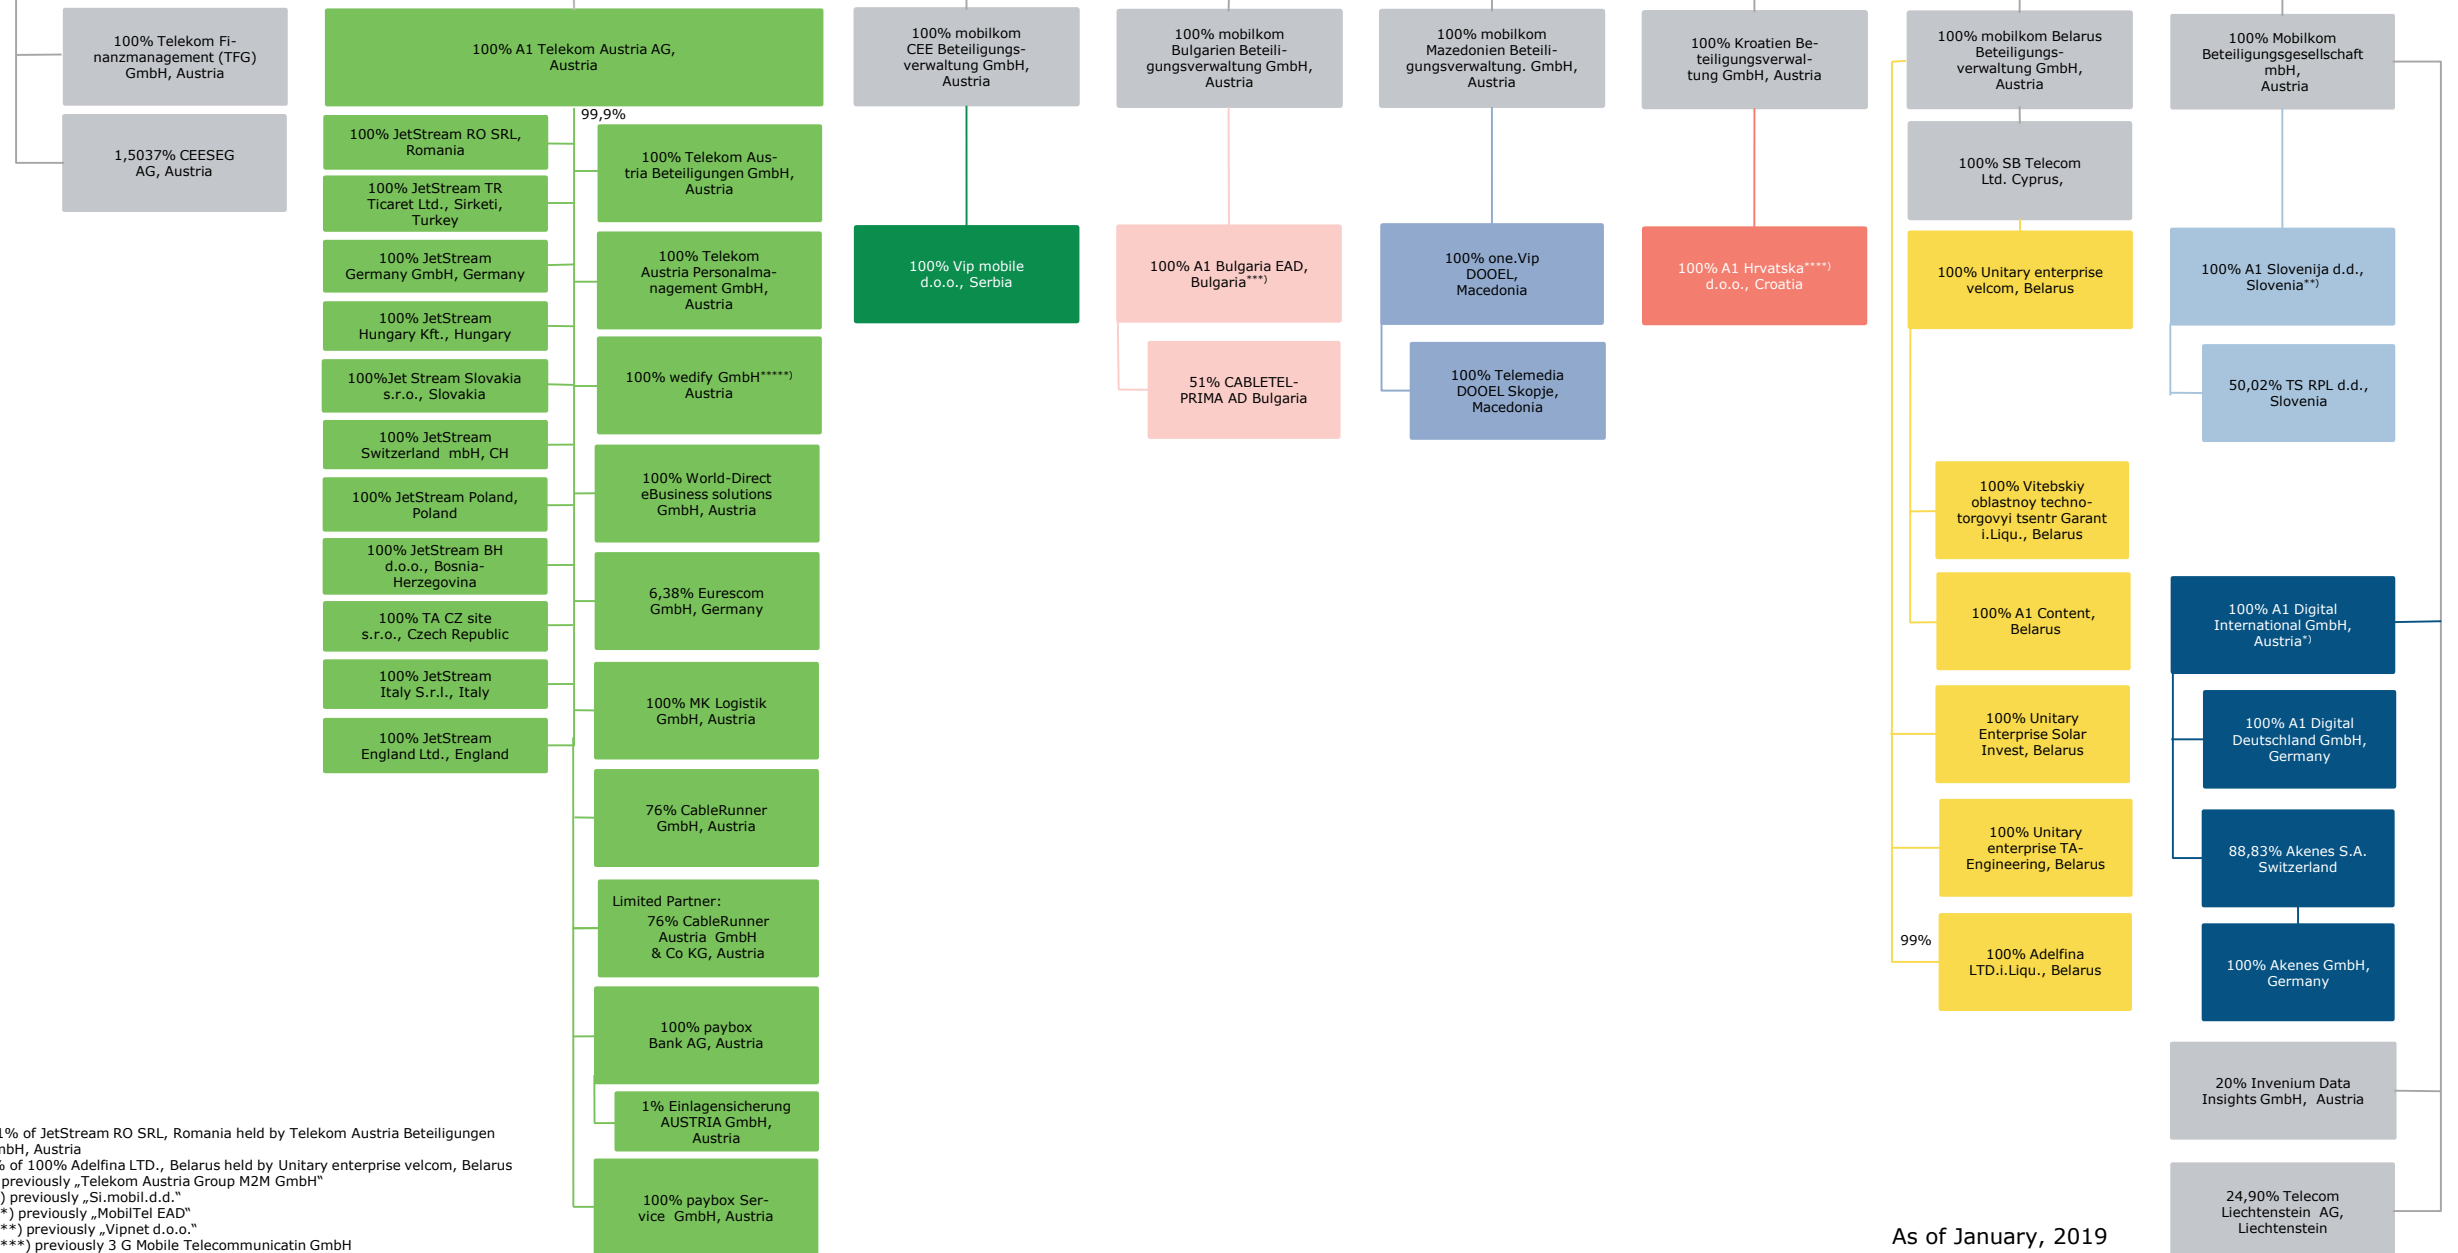 100% Telekom Fi-
nanzmanagement (TFG)
GmbH, Austria
1,5037% CEESEG
AG, Austria
100% A1 Telekom Austria AG,
Austria
99,9%
100% JetStream RO SRL,
Romania
100% JetStream TR
Ticaret Ltd., Sirketi,
Turkey
100% JetStream
Germany GmbH, Germany
100% JetStream
Hungary Kft., Hungary
100%Jet Stream Slovakia
s.r.o., Slovakia
100% JetStream
Switzerland mbH, CH
100% JetStream Poland,
Poland
100% JetStream BH
d.o.o., Bosnia-
Herzegovina
100% TA CZ site
s.r.o., Czech Republic
100% JetStream
Italy S.r.l., Italy
100% JetStream
England Ltd., England
100% Telekom Aus-
tria Beteiligungen GmbH,
Austria
100% Telekom
Austria Personalma-
nagement GmbH,
Austria
100% wedify GmbH*****)
Austria
100% World-Direct
eBusiness solutions
GmbH, Austria
6,38% Eurescom
GmbH, Germany
100% MK Logistik
GmbH, Austria
76% CableRunner
GmbH, Austria
Limited Partner:
76% CableRunner
Austria GmbH
& Co KG, Austria
100% paybox
Bank AG, Austria
1% Einlagensicherung
AUSTRIA GmbH,
Austria
100% paybox Ser-
vice GmbH, Austria
100% mobilkom
CEE Beteiligungs-
verwaltung GmbH,
Austria
100% Vip mobile
d.o.o., Serbia
100% mobilkom
Bulgarien Beteili-
gungsverwaltung GmbH,
Austria
100% A1 Bulgaria EAD,
Bulgaria***)
51% CABLETEL-
PRIMA AD Bulgaria
100% mobilkom
Mazedonien Beteili-
gungsverwaltung. GmbH,
Austria
100% one.Vip
DOOEL,
Macedonia
100% Telemedia
DOOEL Skopje,
Macedonia
100% Kroatien Be-
teiligungsverwal-
tung GmbH, Austria
100% A1 Hrvatska****)
d.o.o., Croatia
100% mobilkom Belarus
Beteiligungs-
verwaltung GmbH,
Austria
100% SB Telecom
Ltd. Cyprus,
100% Unitary enterprise
velcom, Belarus
100% Vitebskiy
oblastnoy techno-
torgovyi tsentr Garant
i.Liqu., Belarus
100% A1 Content,
Belarus
100% Unitary
Enterprise Solar
Invest, Belarus
100% Unitary
enterprise TA-
Engineering, Belarus
99%
100% Adelfina
LTD.i.Liqu., Belarus
100% Mobilkom
Beteiligungsgesellschaft
mbH,
Austria
100% A1 Slovenija d.d.,
Slovenia**)
50,02% TS RPL d.d.,
Slovenia
100% A1 Digital
International GmbH,
Austria*)
100% A1 Digital
Deutschland GmbH,
Germany
88,83% Akenes S.A.
Switzerland
100% Akenes GmbH,
Germany
20% Invenium Data
Insights GmbH, Austria
24,90% Telecom
Liechtenstein AG,
Liechtenstein
1% of JetStream RO SRL, Romania held by Telekom Austria Beteiligungen
mbH, Austria
% of 100% Adelfina LTD., Belarus held by Unitary enterprise velcom, Belarus
previously „Telekom Austria Group M2M GmbH“
) previously „Si.mobil.d.d.“
*) previously „MobilTel EAD“
**) previously „Vipnet d.o.o.“
***) previously 3 G Mobile Telecommunicatin GmbH
As of January, 2019